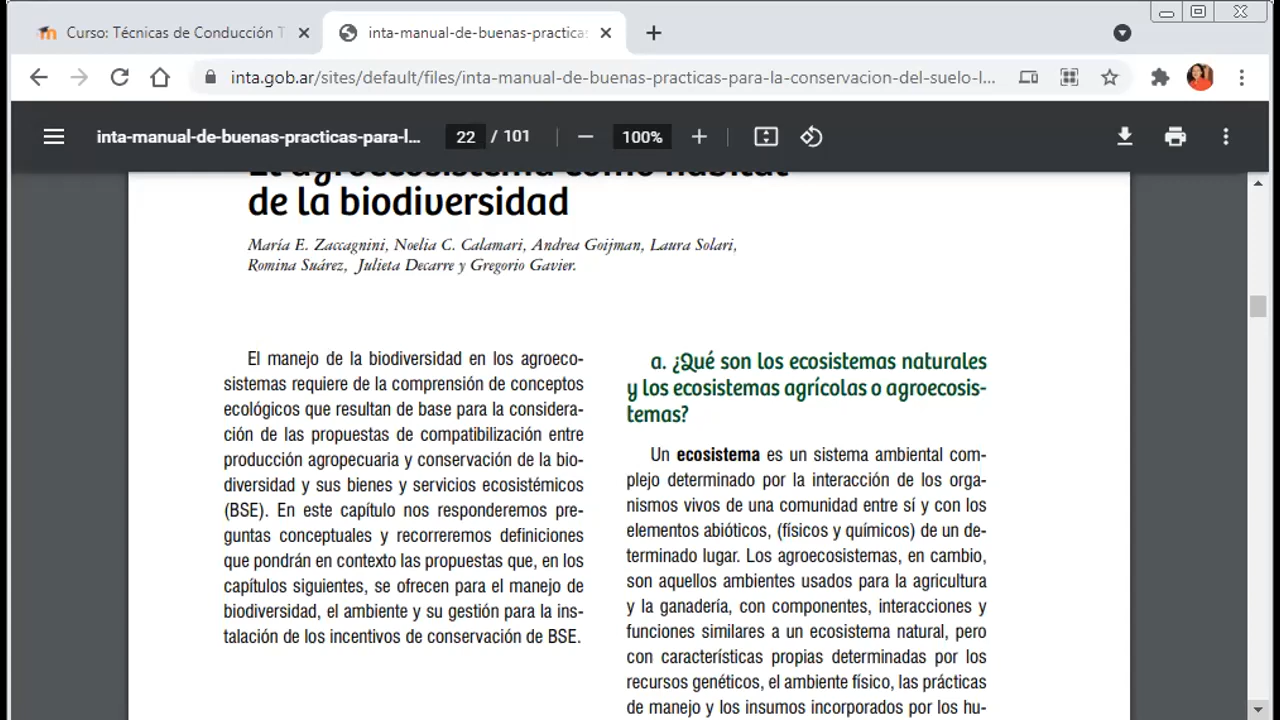 Curso: Técnicas de Conducción T
inta-manual-de-buenas-practicas
inta.gob.ar/sites/default/files/inta-manual-de-buenas-practicas-para-la-conservacion-del-suelo-l...
inta-manual-de-buenas-practicas-para-l...
22 / 101
100%
El agroecosistema como hábitat
de la biodiversidad
María E. Zaccagnini, Noelia C. Calamari, Andrea Goijman, Laura Solari,
Romina Suárez, Julieta Decarre y Gregorio Gavier.
El manejo de la biodiversidad en los agroeco-
sistemas requiere de la comprensión de conceptos
ecológicos que resultan de base para la considera-
ción de las propuestas de compatibilización entre
producción agropecuaria y conservación de la bio-
diversidad y sus bienes y servicios ecosistémicos
(BSE). En este capítulo nos responderemos pre-
guntas conceptuales y recorreremos definiciones
que pondrán en contexto las propuestas que, en los
capítulos siguientes, se ofrecen para el manejo de
biodiversidad, el ambiente y su gestión para la ins-
talación de los incentivos de conservación de BSE.
a. ¿Qué son los ecosistemas naturales
y los ecosistemas agrícolas o agroecosis-
temas?
Un ecosistema es un sistema ambiental com-
plejo determinado por la interacción de los orga-
nismos vivos de una comunidad entre sí y con los
elementos abióticos, (físicos y químicos) de un de-
terminado lugar. Los agroecosistemas, en cambio,
son aquellos ambientes usados para la agricultura
y la ganadería, con componentes, interacciones y
funciones similares a un ecosistema natural, pero
con características propias determinadas por los
recursos genéticos, el ambiente físico, las prácticas
de manejo y los insumos incorporados por los hu-